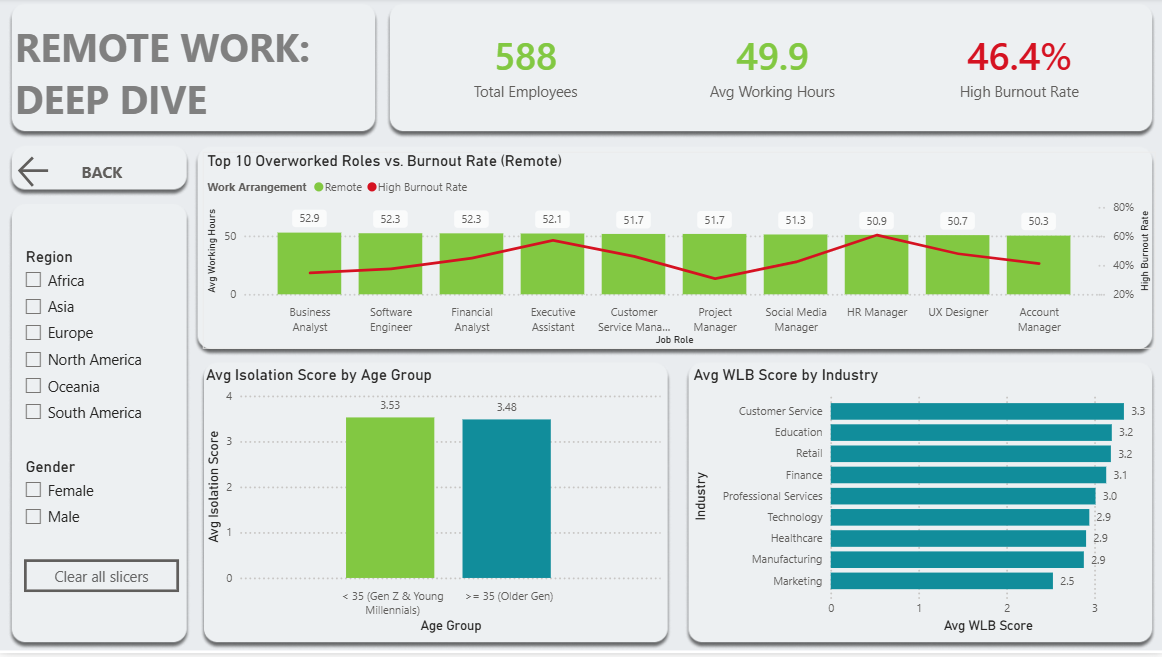 REMOTE WORK:
DEEP DIVE
588
Total Employees
49.9
Avg Working Hours
46.4%
High Burnout Rate
BACK
Region
Africa
Asia
Europe
North America
Oceania
South America
Gender
Female
Male
Clear all slicers
Top 10 Overworked Roles vs. Burnout Rate (Remote)
Work Arrangement Remote High Burnout Rate
Avg Working Hours
50
0
52.9 52.3 52.3 52.1 51.7 51.7 51.3 50.9 50.7 50.3
80%
60%
40%
20%
High Burnout Rate
Business
Analyst
Software
Engineer
Financial
Analyst
Executive
Assistant
Customer
Service Mana...
Project
Manager
Social Media
Manager
HR Manager
UX Designer
Account
Manager
Job Role
Avg Isolation Score by Age Group
Avg Isolation Score
4
3
2
1
0
3.53
3.48
< 35 (Gen Z & Young
Millennials)
>= 35 (Older Gen)
Age Group
Avg WLB Score by Industry
Industry
Customer Service 3.3
Education 3.2
Retail 3.2
Finance 3.1
Professional Services 3.0
Technology 2.9
Healthcare 2.9
Manufacturing 2.9
Marketing 2.5
0 1 2 3
Avg WLB Score